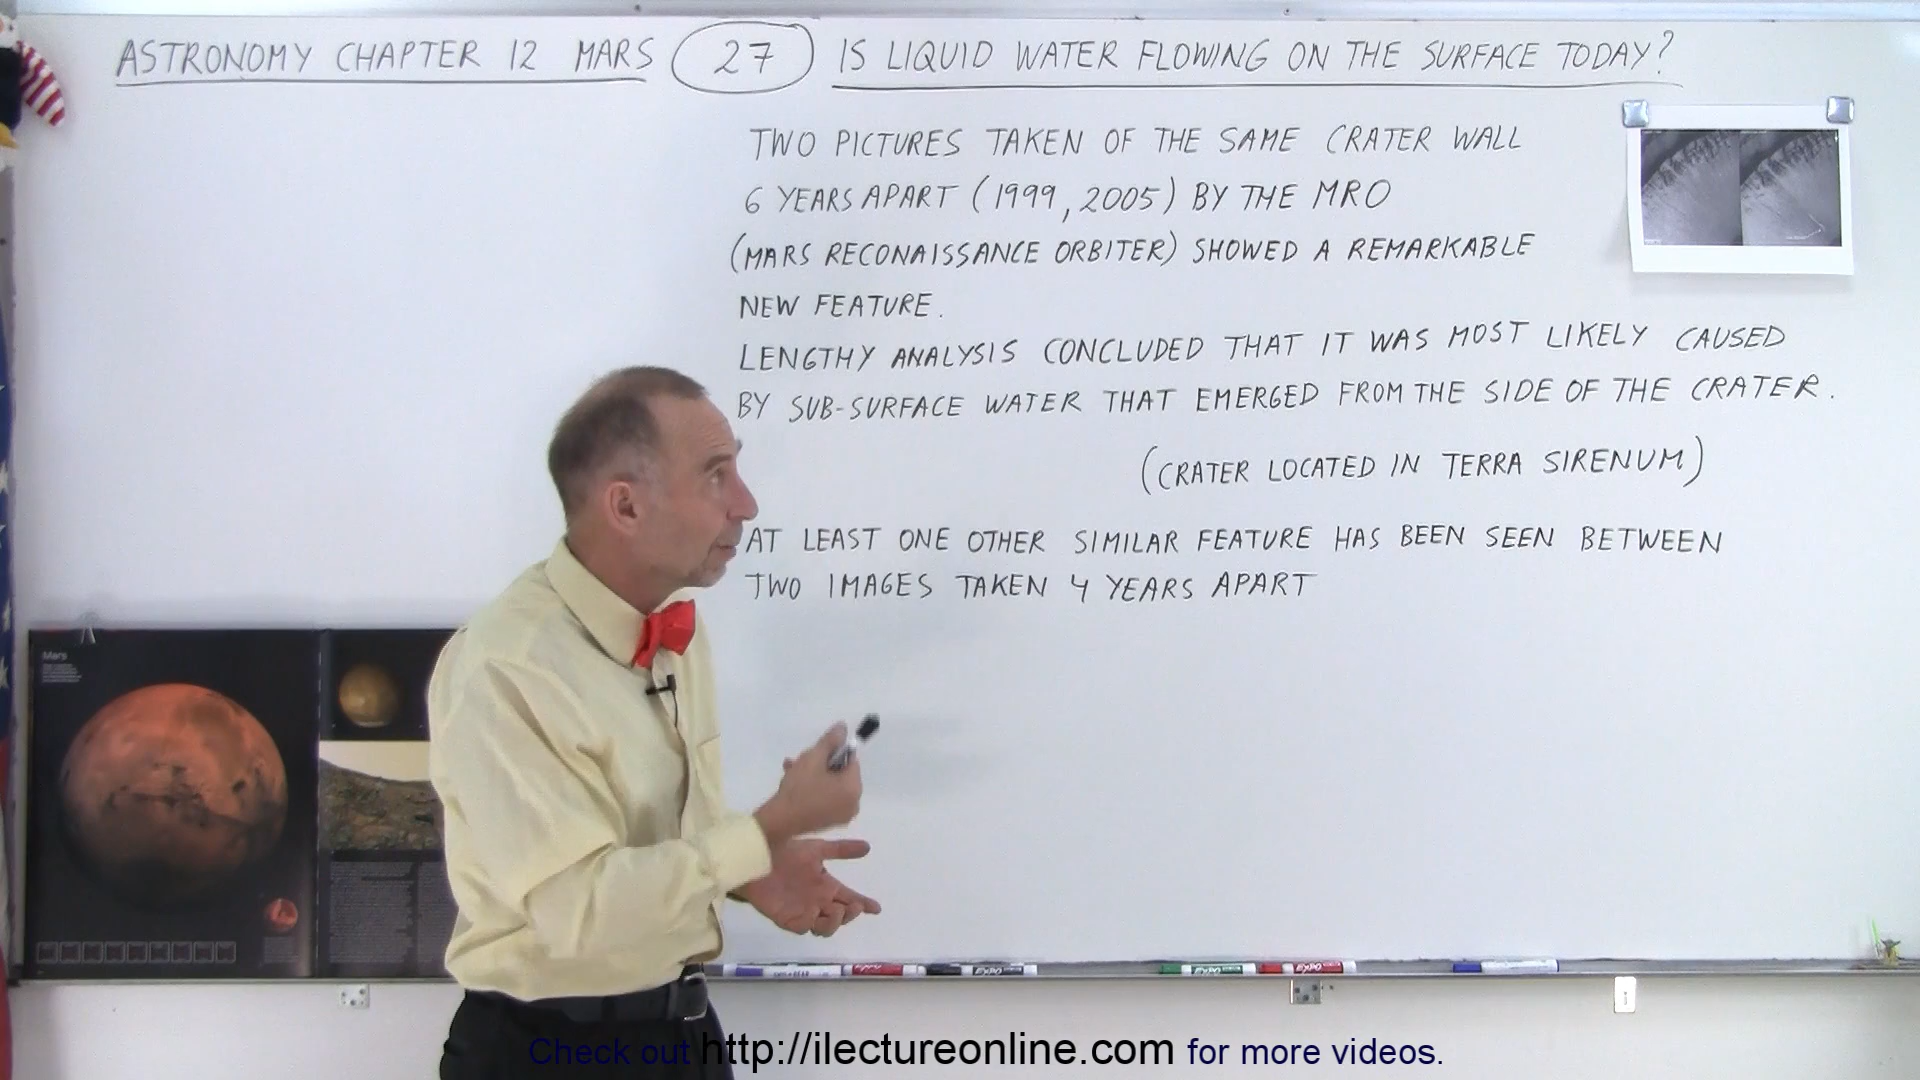 ASTRONOMY CHAPTER 12 MARS 27 IS LIQUID WATER FLOWING ON THE SURFACE TODAY?
TWO PICTURES TAKEN OF THE SAME CRATER WALL
6 YEARS APART (1999, 2005) BY THE MRO
(MARS RECONAISSANCE ORBITER) SHOWED A REMARKABLE
NEW FEATURE.
LENGTHY ANALYSIS CONCLUDED THAT IT WAS MOST LIKELY CAUSED
BY SUB-SURFACE WATER THAT EMERGED FROM THE SIDE OF THE CRATER.
(CRATER LOCATED IN TERRA SIRENUM)
AT LEAST ONE OTHER SIMILAR FEATURE HAS BEEN SEEN BETWEEN
TWO IMAGES TAKEN 4 YEARS APART
Mars
EXPO
EXPO
EXPO
Check out http://ilectureonline.com for more videos.